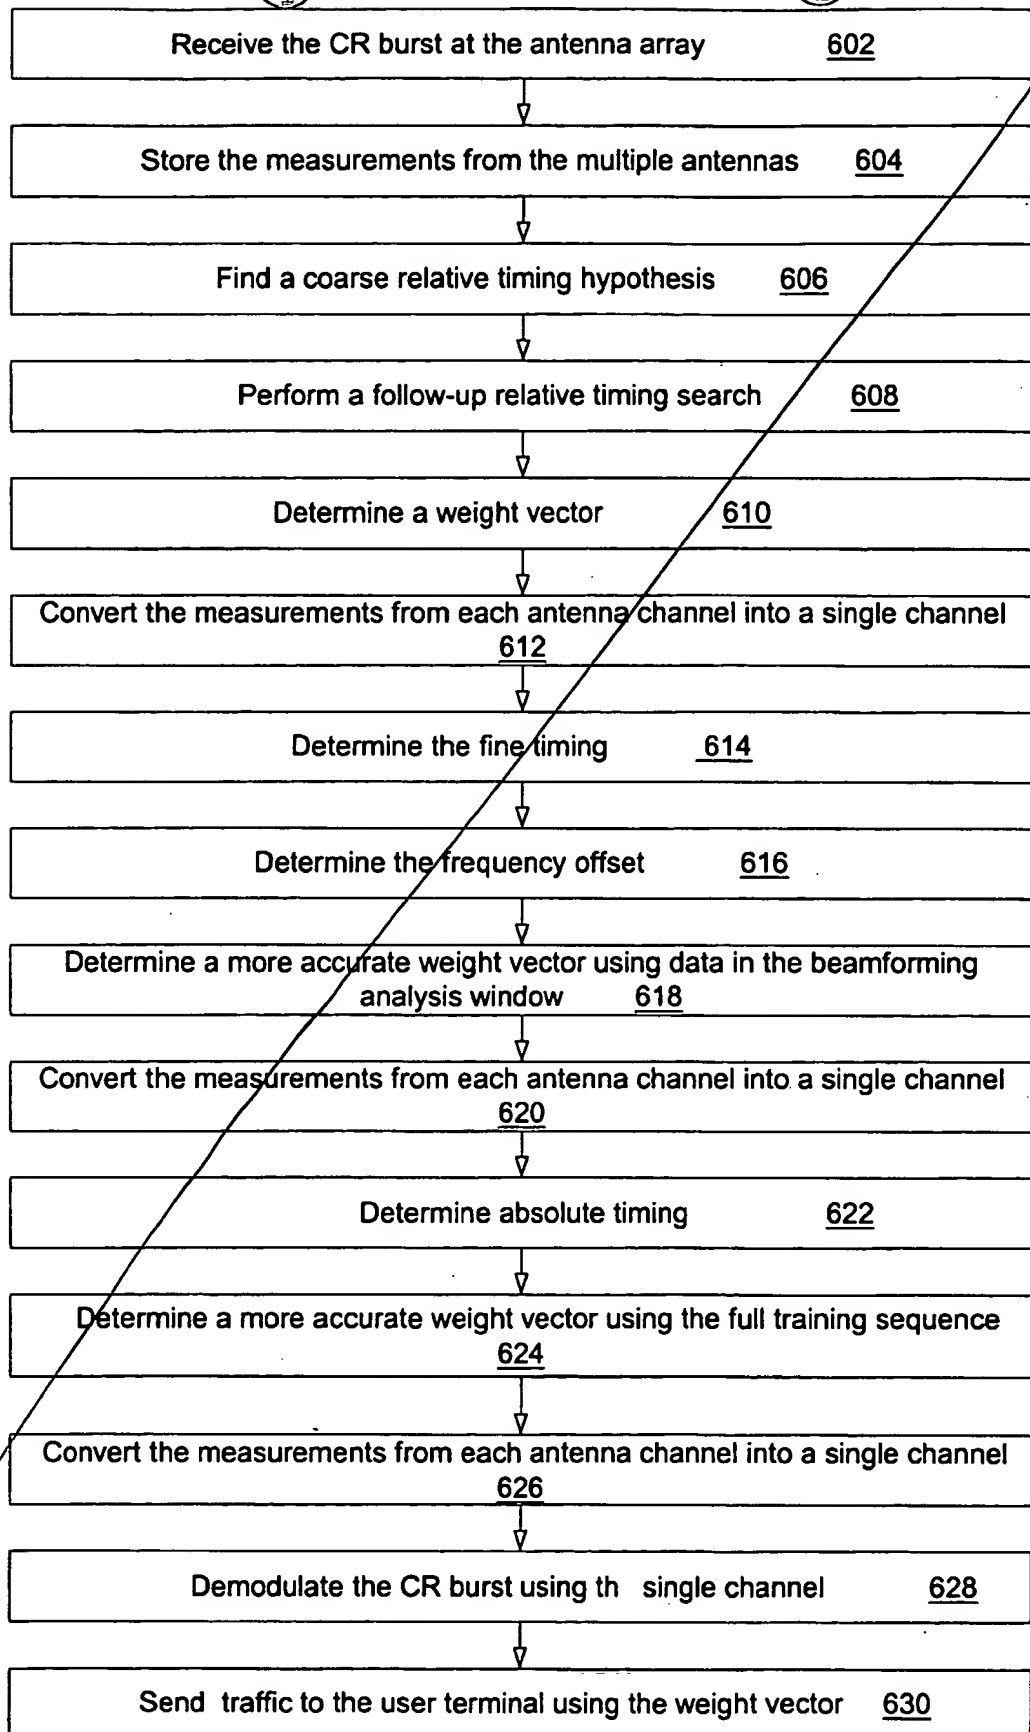 Receive the CR burst at the antenna array 602
Store the measurements from the multiple antennas 604
Find a coarse relative timing hypothesis 606
Perform a follow-up relative timing search 608
Determine a weight vector 610
Convert the measurements from each antenna channel into a single channel
612
Determine the fine timing 614
Determine the frequency offset 616
Determine a more accurate weight vector using data in the beamforming
analysis window 618
Convert the measurements from each antenna channel into a single channel
620
Determine absolute timing 622
Determine a more accurate weight vector using the full training sequence
624
Convert the measurements from each antenna channel into a single channel
626
Demodulate the CR burst using th single channel 628
Send traffic to the user terminal using the weight vector 630